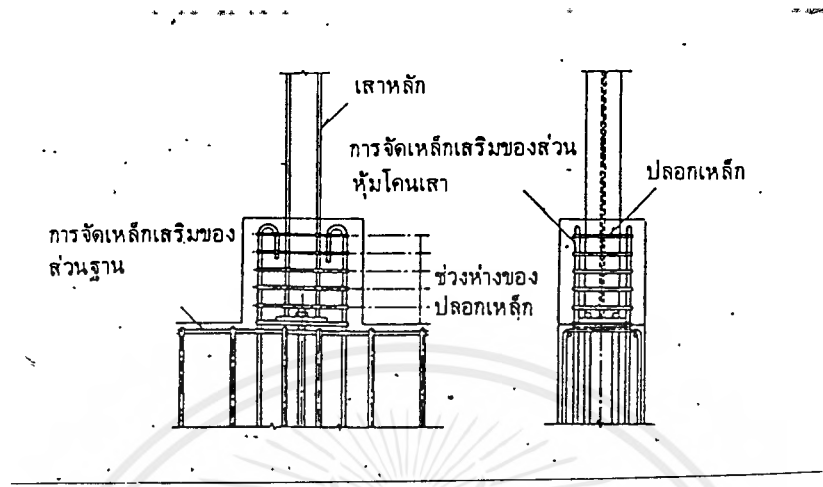 เสาหลัก
การจัดเหล็กเสริมของส่วน
หุ้มโคนเสา
ปลอกเหล็ก
การจัดเหล็กเสริมของ
ส่วนฐาน
ช่วงห่างของ
ปลอกเหล็ก